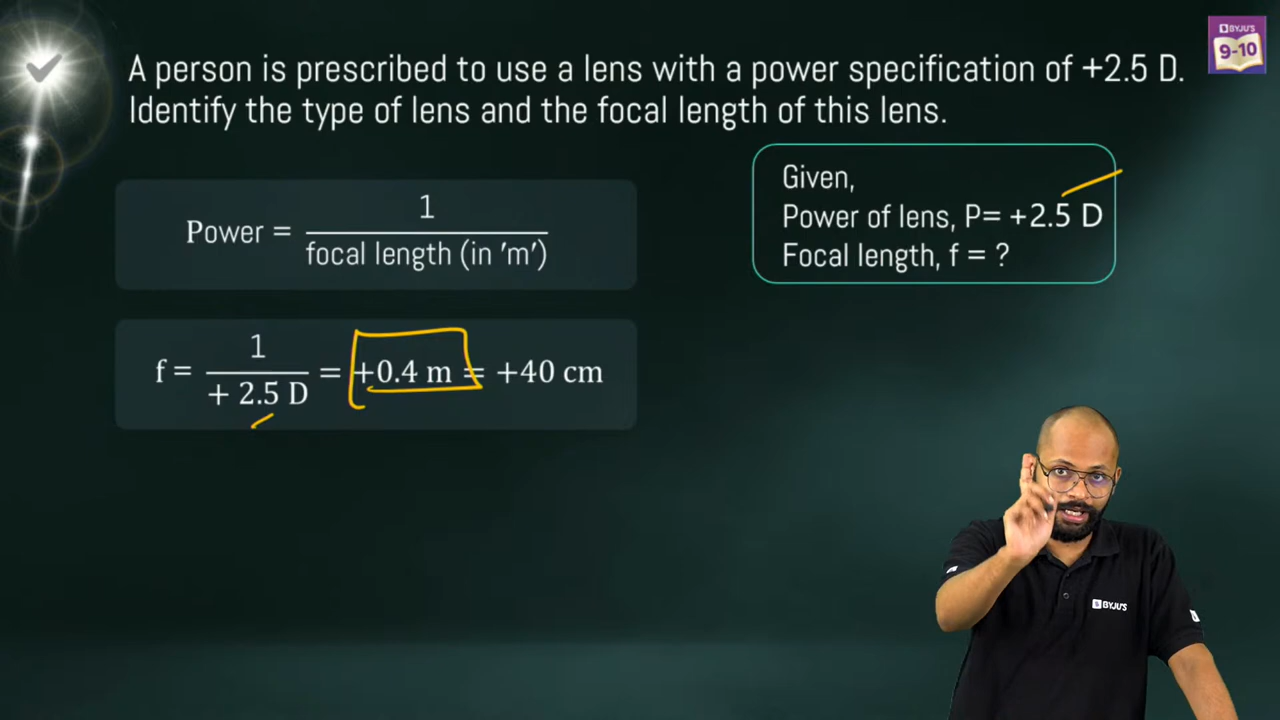 BYJU'S
9-10
A person is prescribed to use a lens with a power specification of +2.5 D.
Identify the type of lens and the focal length of this lens.
Given,
Power of lens, P= +2.5 D
Focal length, f = ?
Power = 1 / focal length (in 'm')
f = 1 / + 2.5 D = +0.4 m = +40 cm
BYJU'S